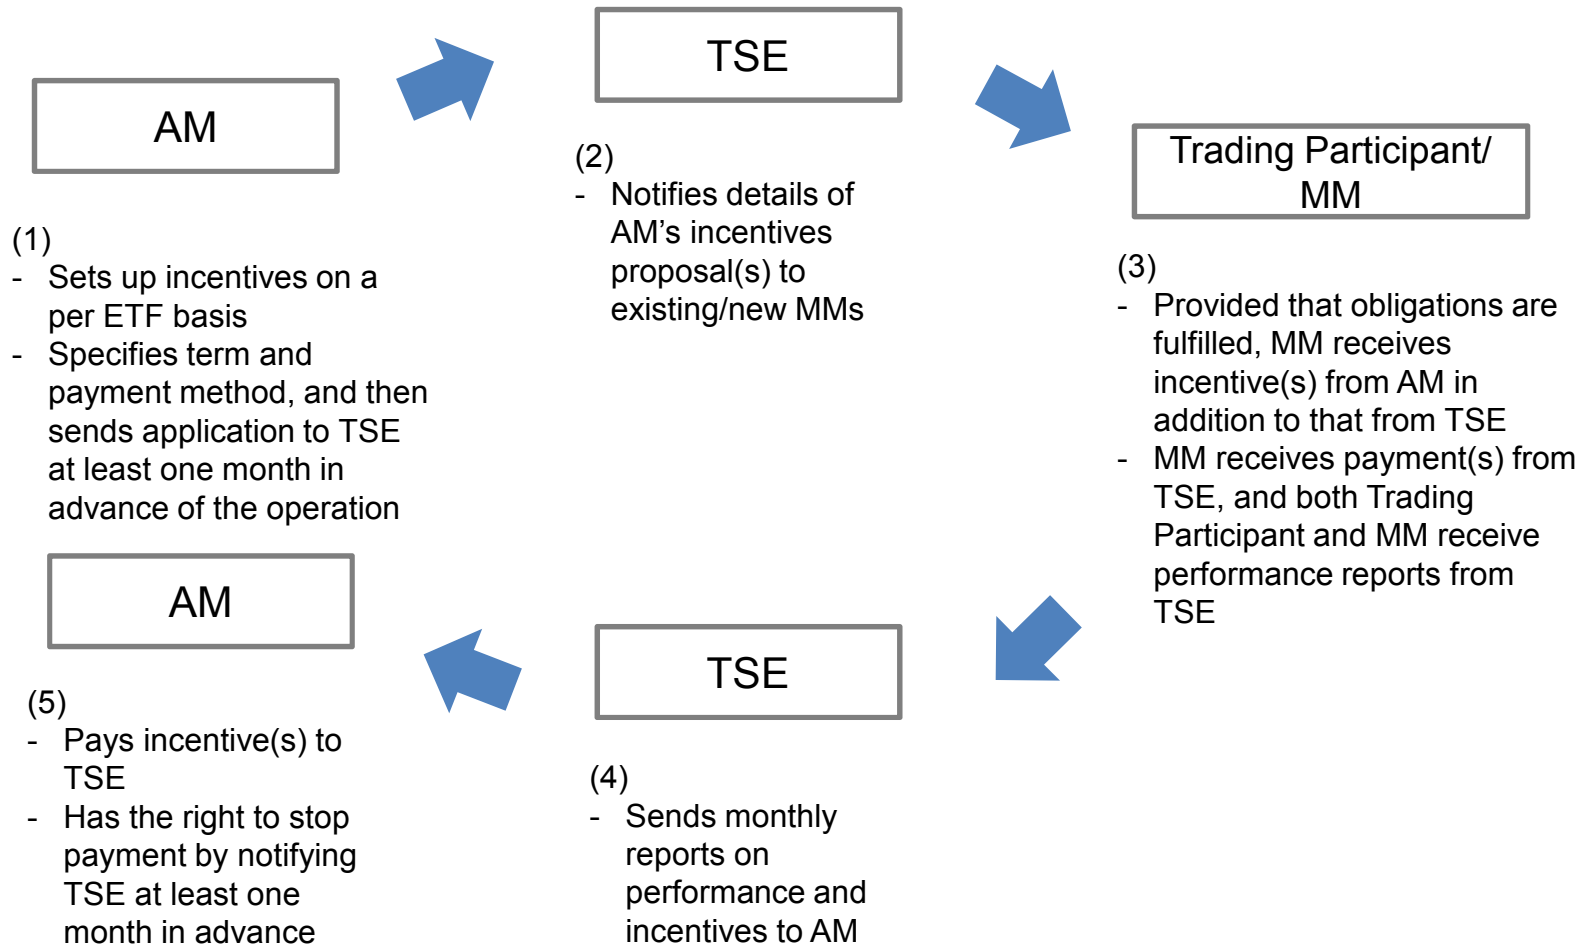 AM
(1)
- Sets up incentives on a
per ETF basis
- Specifies term and
payment method, and then
sends application to TSE
at least one month in
advance of the operation
TSE
(2)
- Notifies details of
AM’s incentives
proposal(s) to
existing/new MMs
Trading Participant/
MM
(3)
- Provided that obligations are
fulfilled, MM receives
incentive(s) from AM in
addition to that from TSE
- MM receives payment(s) from
TSE, and both Trading
Participant and MM receive
performance reports from
TSE
TSE
(4)
- Sends monthly
reports on
performance and
incentives to AM
AM
(5)
- Pays incentive(s) to
TSE
- Has the right to stop
payment by notifying
TSE at least one
month in advance